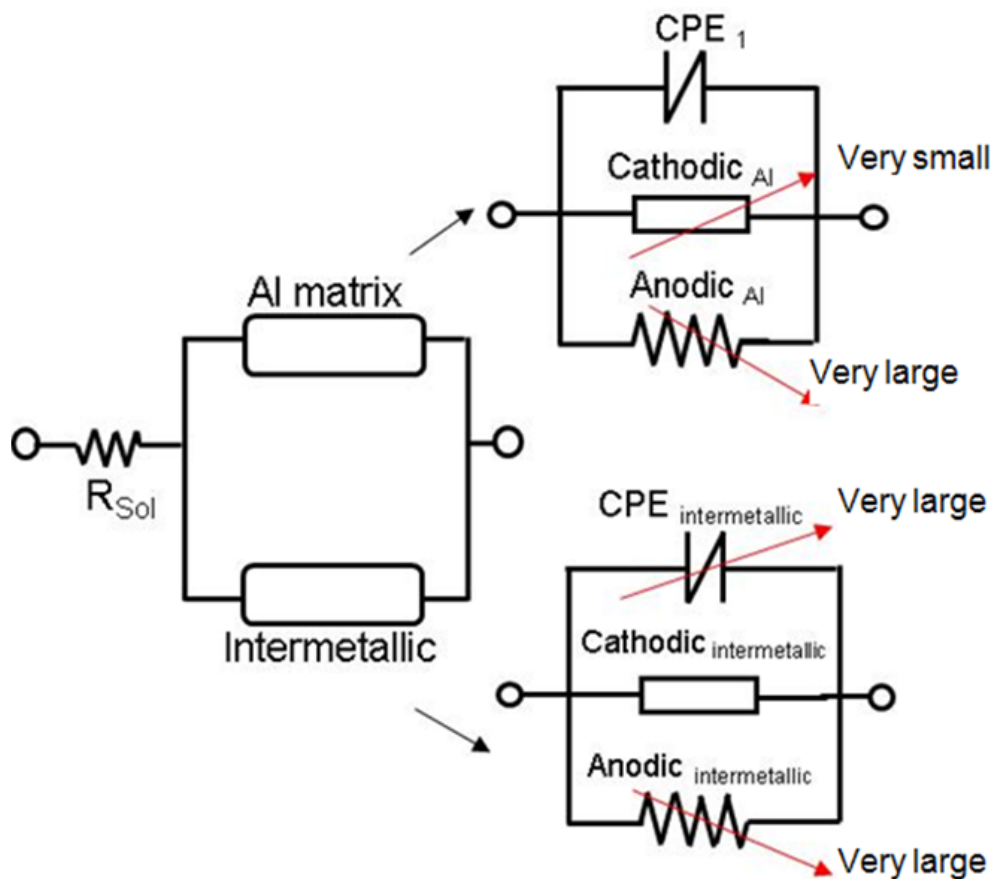 CPE 1
Cathodic Al
Very small
Anodic Al
Very large
Al matrix
RSol
Intermetallic
CPE intermetallic
Very large
Cathodic intermetallic
Anodic intermetallic
Very large